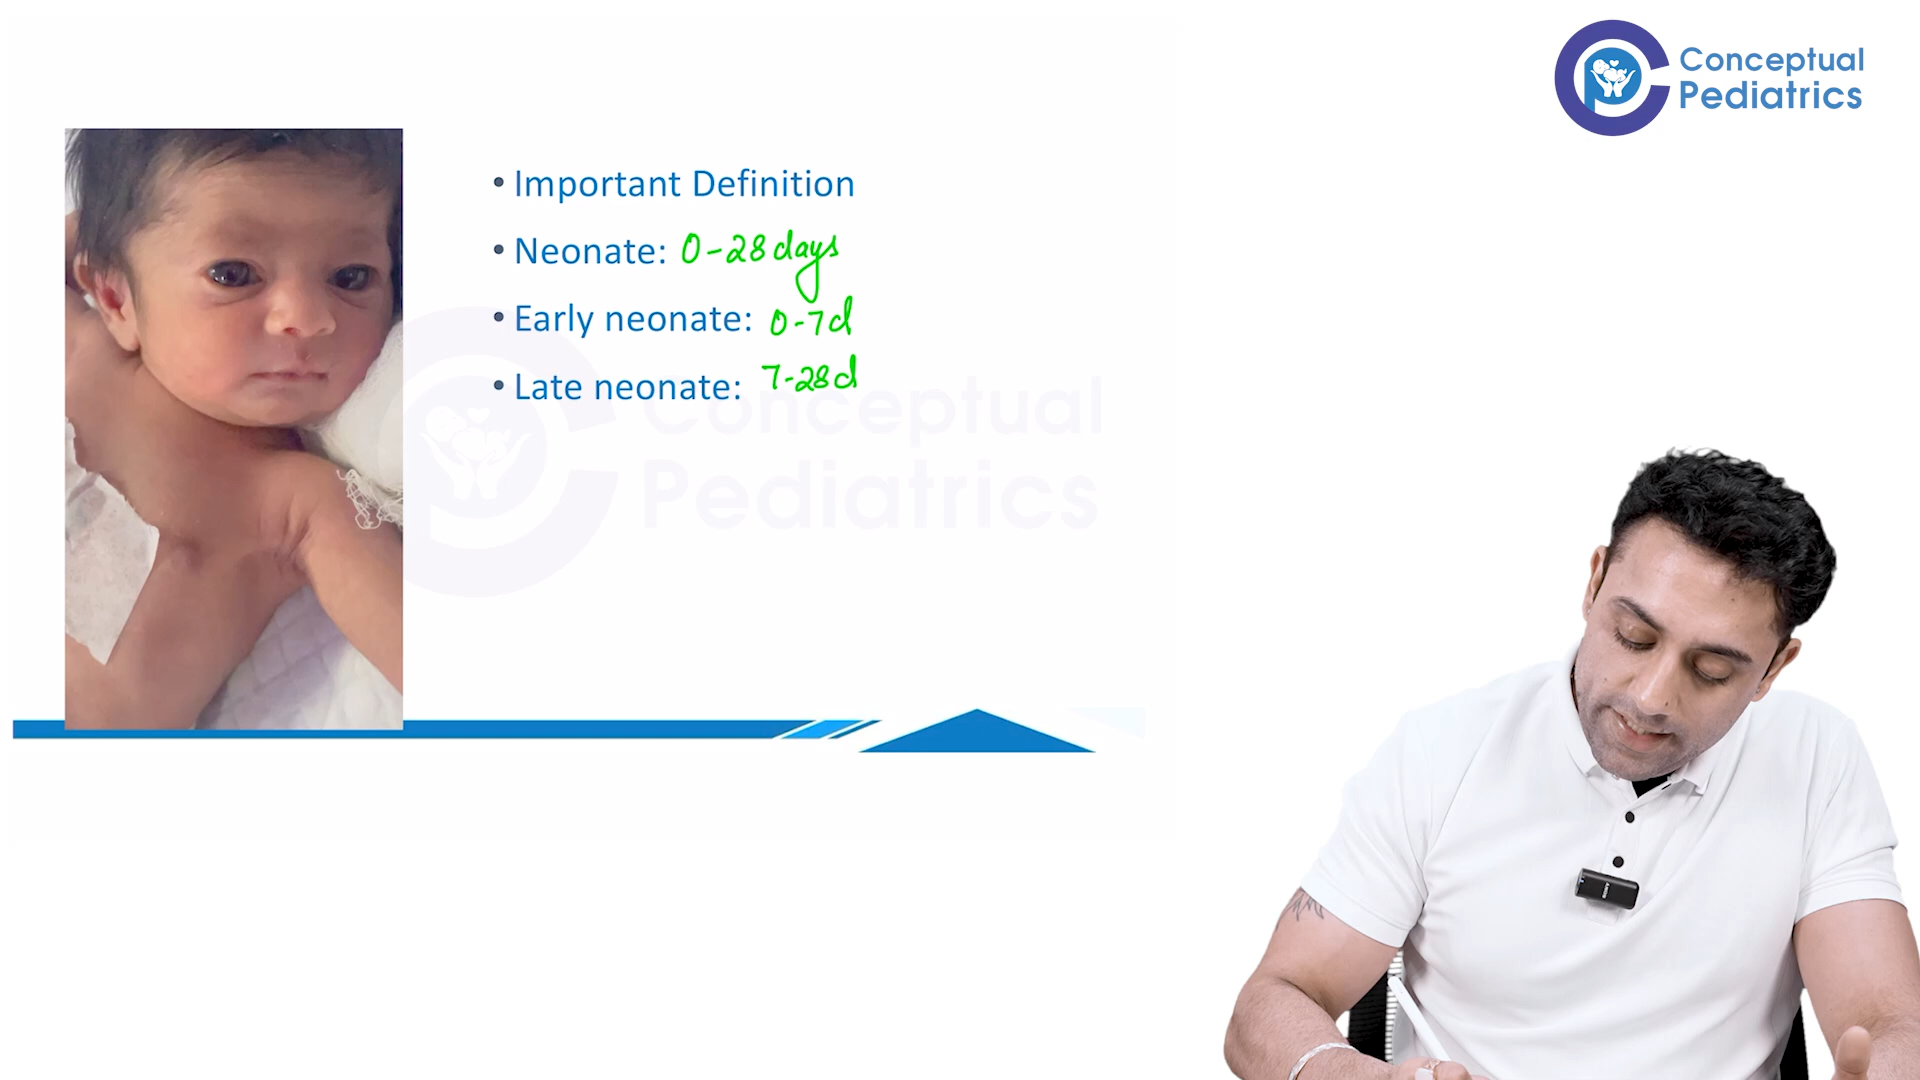 Conceptual
Pediatrics
• Important Definition
• Neonate: 0-28 days
• Early neonate: 0-7d
• Late neonate: 7-28d
Conceptual
Pediatrics